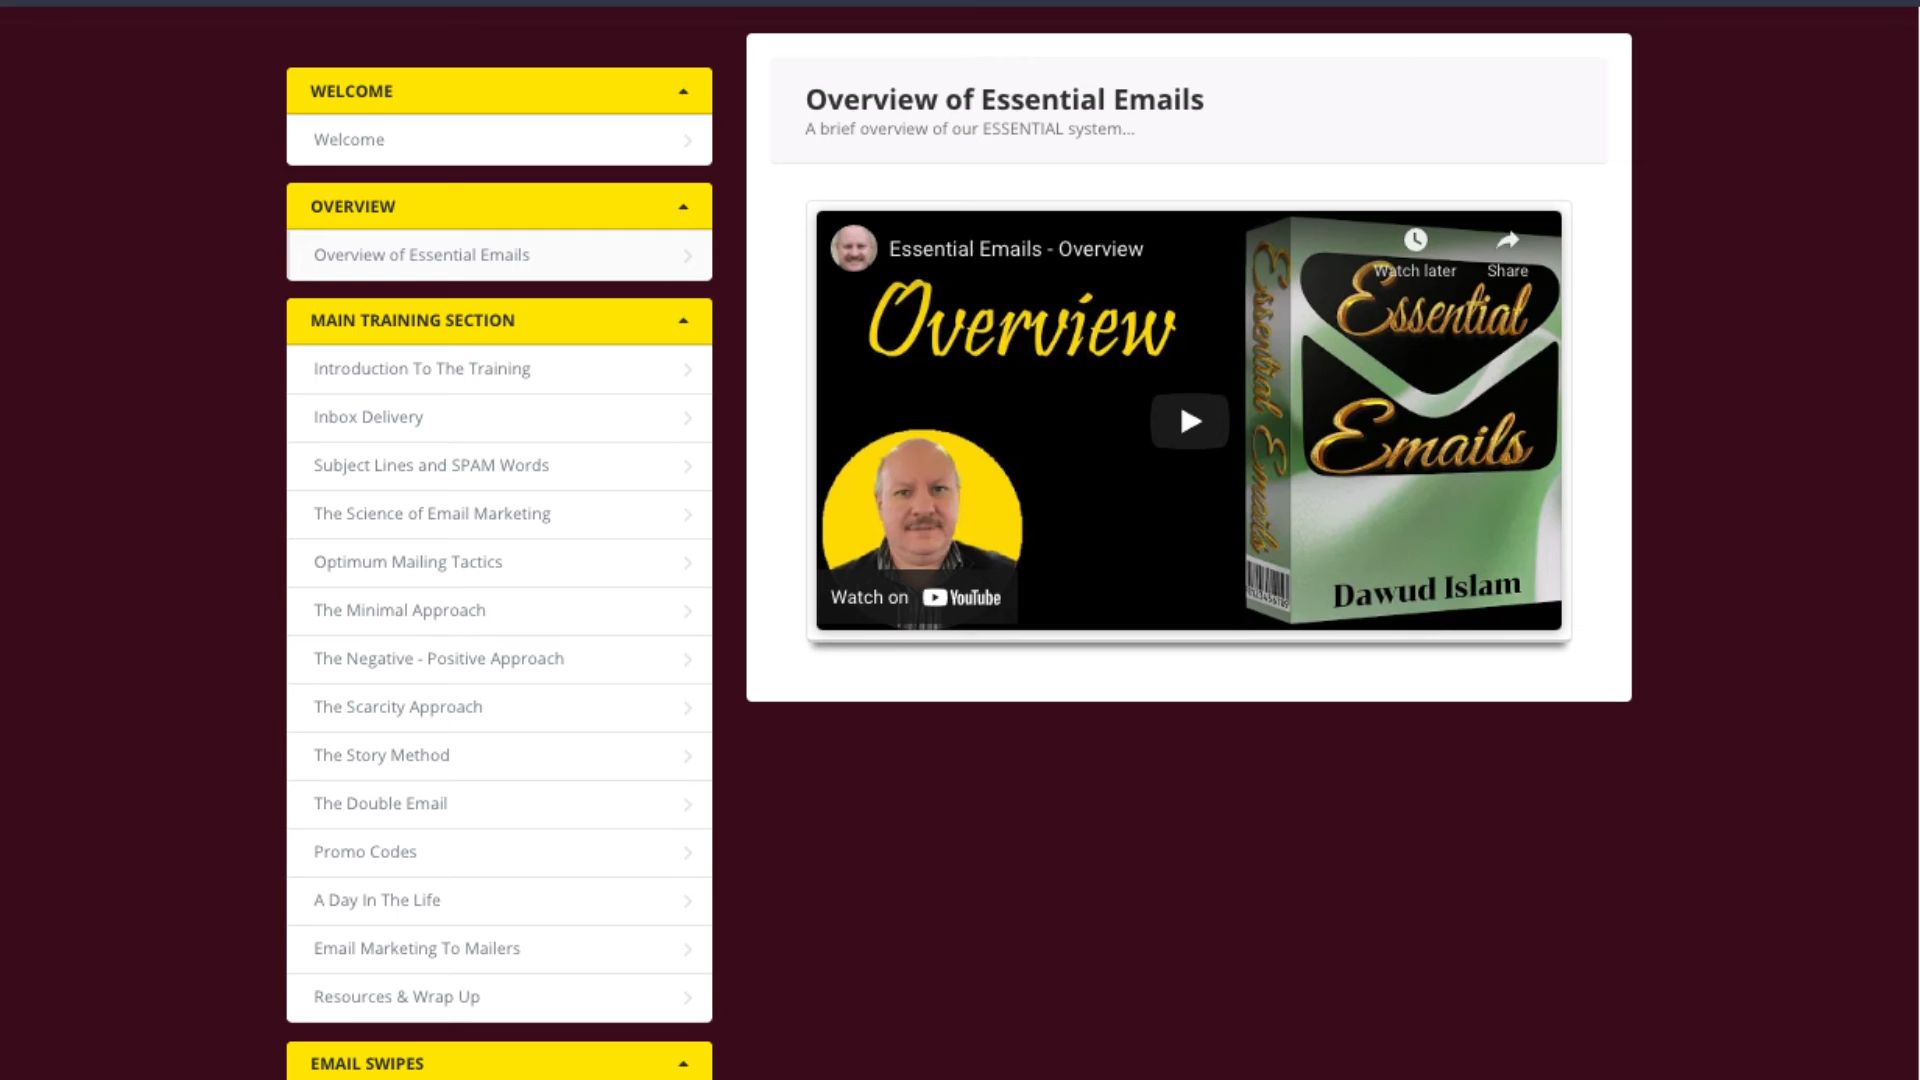 WELCOME
Welcome
OVERVIEW
Overview of Essential Emails
MAIN TRAINING SECTION
Introduction To The Training
Inbox Delivery
Subject Lines and SPAM Words
The Science of Email Marketing
Optimum Mailing Tactics
The Minimal Approach
The Negative - Positive Approach
The Scarcity Approach
The Story Method
The Double Email
Promo Codes
A Day In The Life
Email Marketing To Mailers
Resources & Wrap Up
EMAIL SWIPES
Overview of Essential Emails
A brief overview of our ESSENTIAL system...
Essential Emails - Overview
Watch later
Share
Overview
Essential Emails
Essential
Emails
Dawud Islam
Watch on YouTube